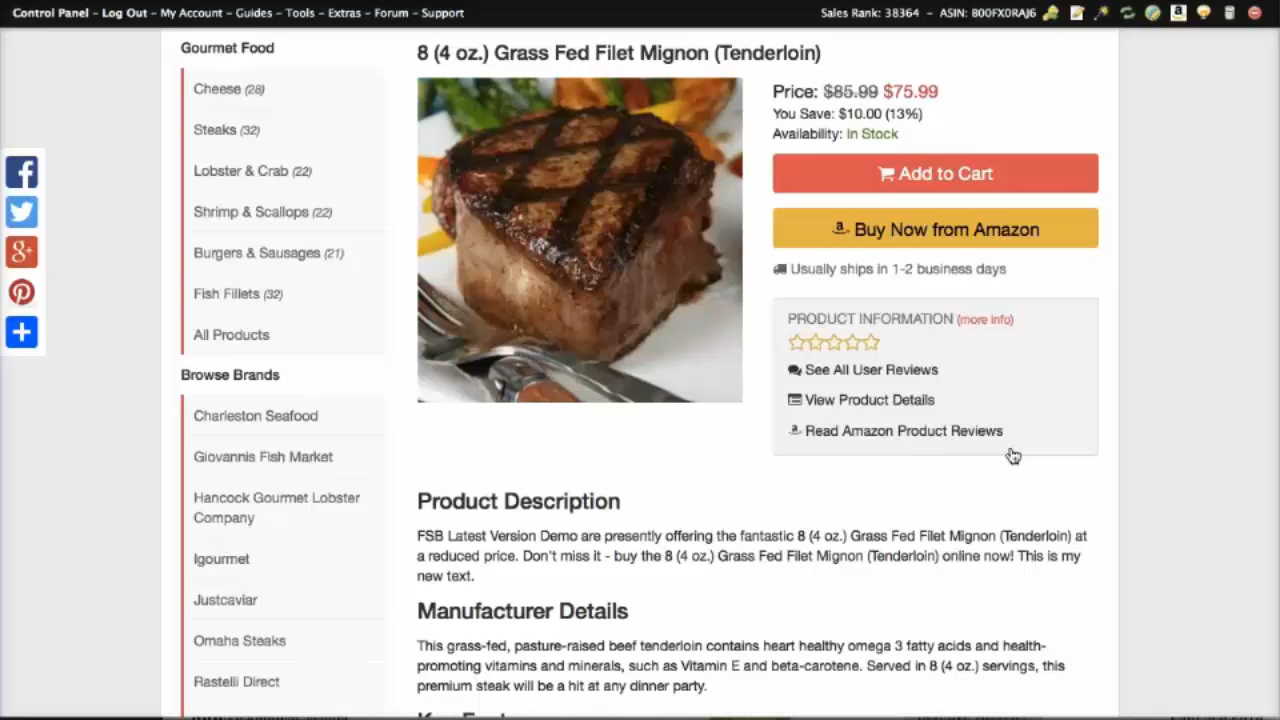 Control Panel – Log Out – My Account – Guides – Tools – Extras – Forum – Support
Sales Rank: 38364 – ASIN: B00FX0RAJ6
Gourmet Food
Cheese (28)
Steaks (32)
Lobster & Crab (22)
Shrimp & Scallops (22)
Burgers & Sausages (21)
Fish Fillets (32)
All Products
Browse Brands
Charleston Seafood
Giovannis Fish Market
Hancock Gourmet Lobster
Company
Igourmet
Justcaviar
Omaha Steaks
Rastelli Direct
8 (4 oz.) Grass Fed Filet Mignon (Tenderloin)
Price: $85.99 $75.99
You Save: $10.00 (13%)
Availability: In Stock
Add to Cart
Buy Now from Amazon
Usually ships in 1-2 business days
PRODUCT INFORMATION (more info)
See All User Reviews
View Product Details
Read Amazon Product Reviews
Product Description
FSB Latest Version Demo are presently offering the fantastic 8 (4 oz.) Grass Fed Filet Mignon (Tenderloin) at
a reduced price. Don't miss it - buy the 8 (4 oz.) Grass Fed Filet Mignon (Tenderloin) online now! This is my
new text.
Manufacturer Details
This grass-fed, pasture-raised beef tenderloin contains heart healthy omega 3 fatty acids and health-
promoting vitamins and minerals, such as Vitamin E and beta-carotene. Served in 8 (4 oz.) servings, this
premium steak will be a hit at any dinner party.